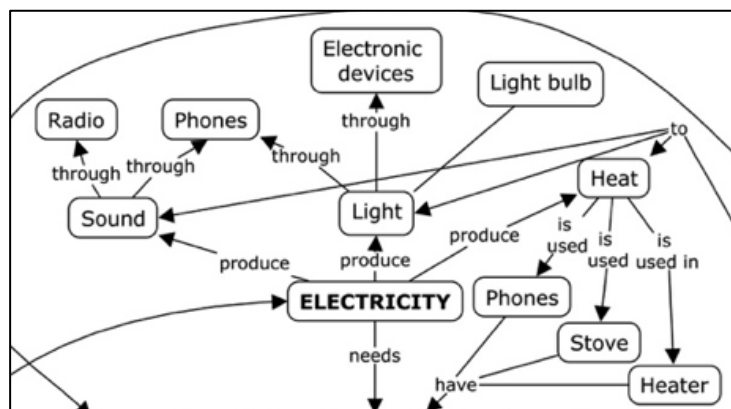 Electronic
devices
Light bulb
Radio
Phones
through
to
through
through
through
Heat
Sound
Light
is
used
is
used
is
used in
produce
produce
produce
ELECTRICITY
Phones
Stove
needs
have
Heater